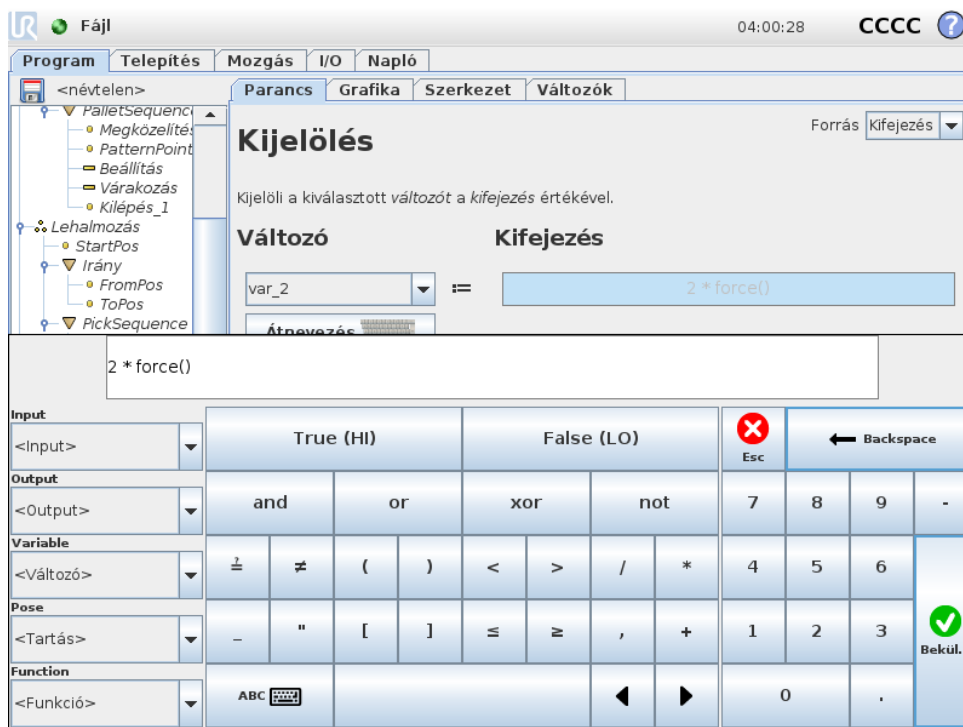 UR Fájl 04:00:28 CCCC ?
Program Telepítés Mozgás I/O Napló
<névtelen> Parancs Grafika Szerkezet Változók
PalletSequence
Megközelítés
PatternPoint
Beállítás
Várakozás
Kilépés_1
Lehalmozás
StartPos
Irány
FromPos
ToPos
PickSequence
Kijelölés
Forrás Kifejezés
Kijelöli a kiválasztott változót a kifejezés értékével.
Változó Kifejezés
var_2 := 2 * force()
Átnevezés
2 * force()
Input
<Input>
Output
<Output>
Variable
<Változó>
Pose
<Tartás>
Function
<Funkció>
True (HI) False (LO) Esc Backspace
and or xor not 7 8 9 -
≟ ≠ ( ) < > / * 4 5 6
_ " [ ] ≤ ≥ , + 1 2 3 Bekül.
ABC 0 .